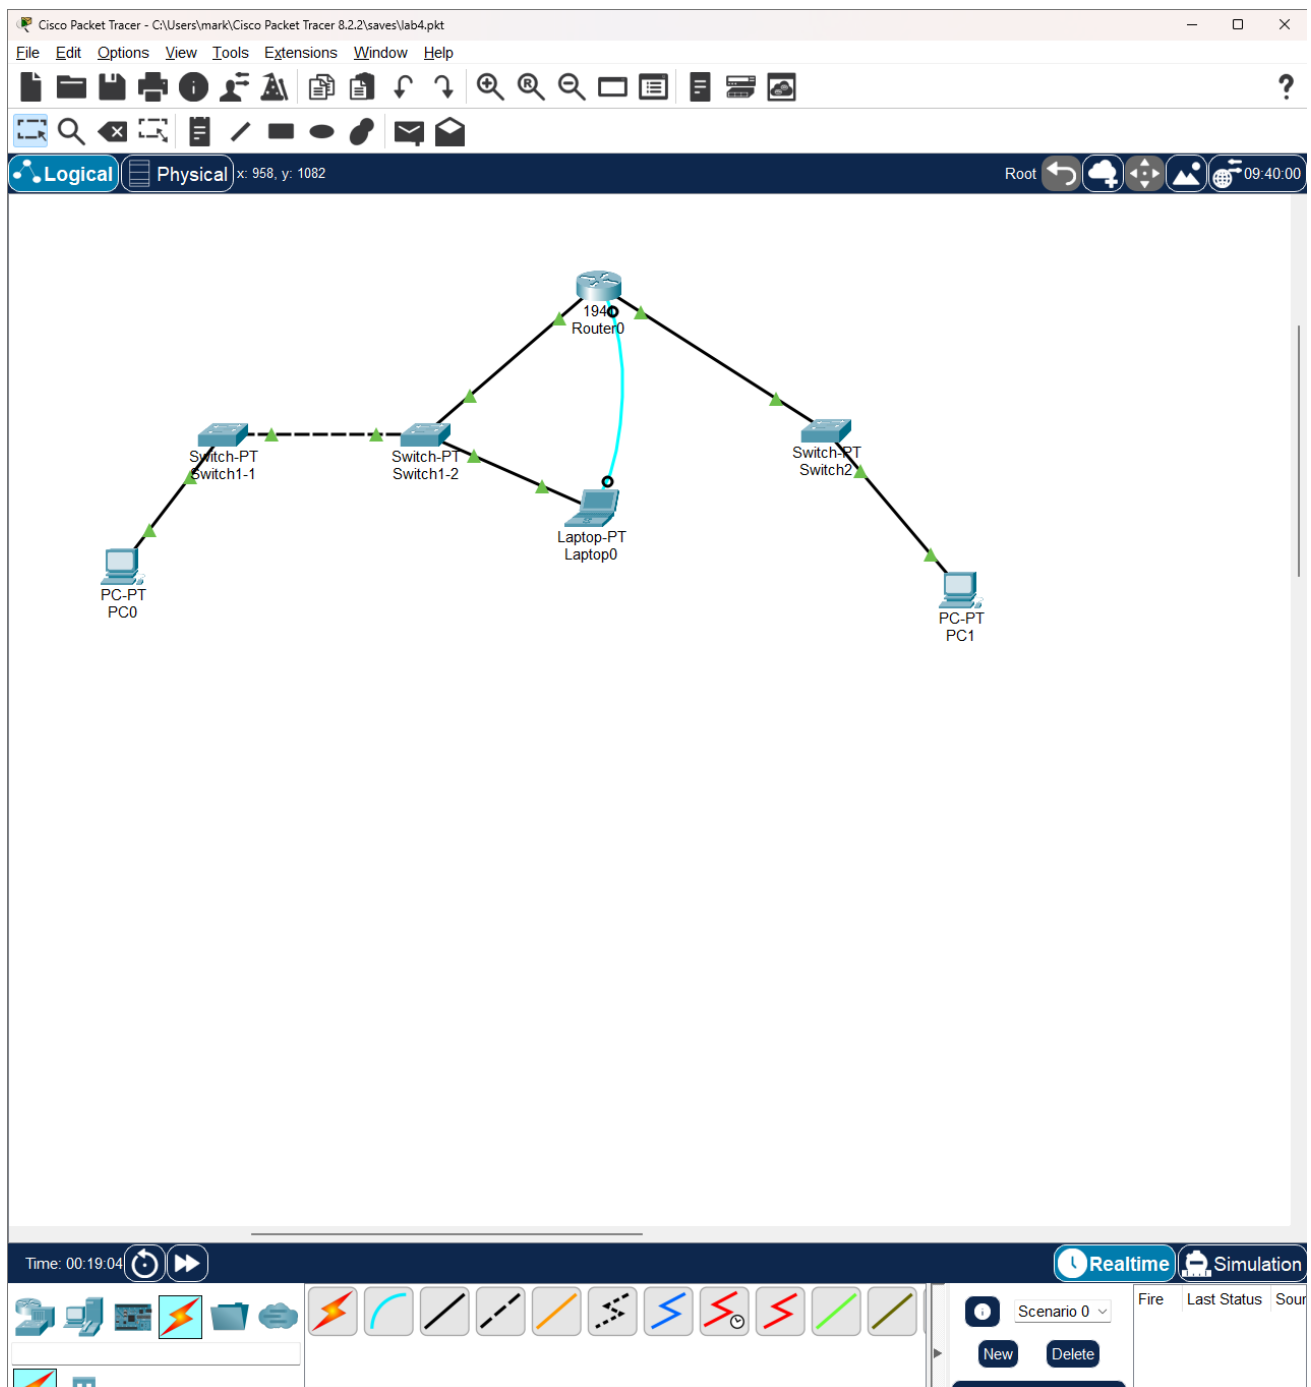 Cisco Packet Tracer - C:\Users\mark\Cisco Packet Tracer 8.2.2\saves\lab4.pkt
File Edit Options View Tools Extensions Window Help
Logical Physical x: 958, y: 1082 Root 09:40:00
Router0
Switch-PT
Switch1-1
Switch-PT
Switch1-2
Switch-PT
Switch2
Laptop-PT
Laptop0
PC-PT
PC0
PC-PT
PC1
Time: 00:19:04 Realtime Simulation
Scenario 0 Fire Last Status Sour
New Delete